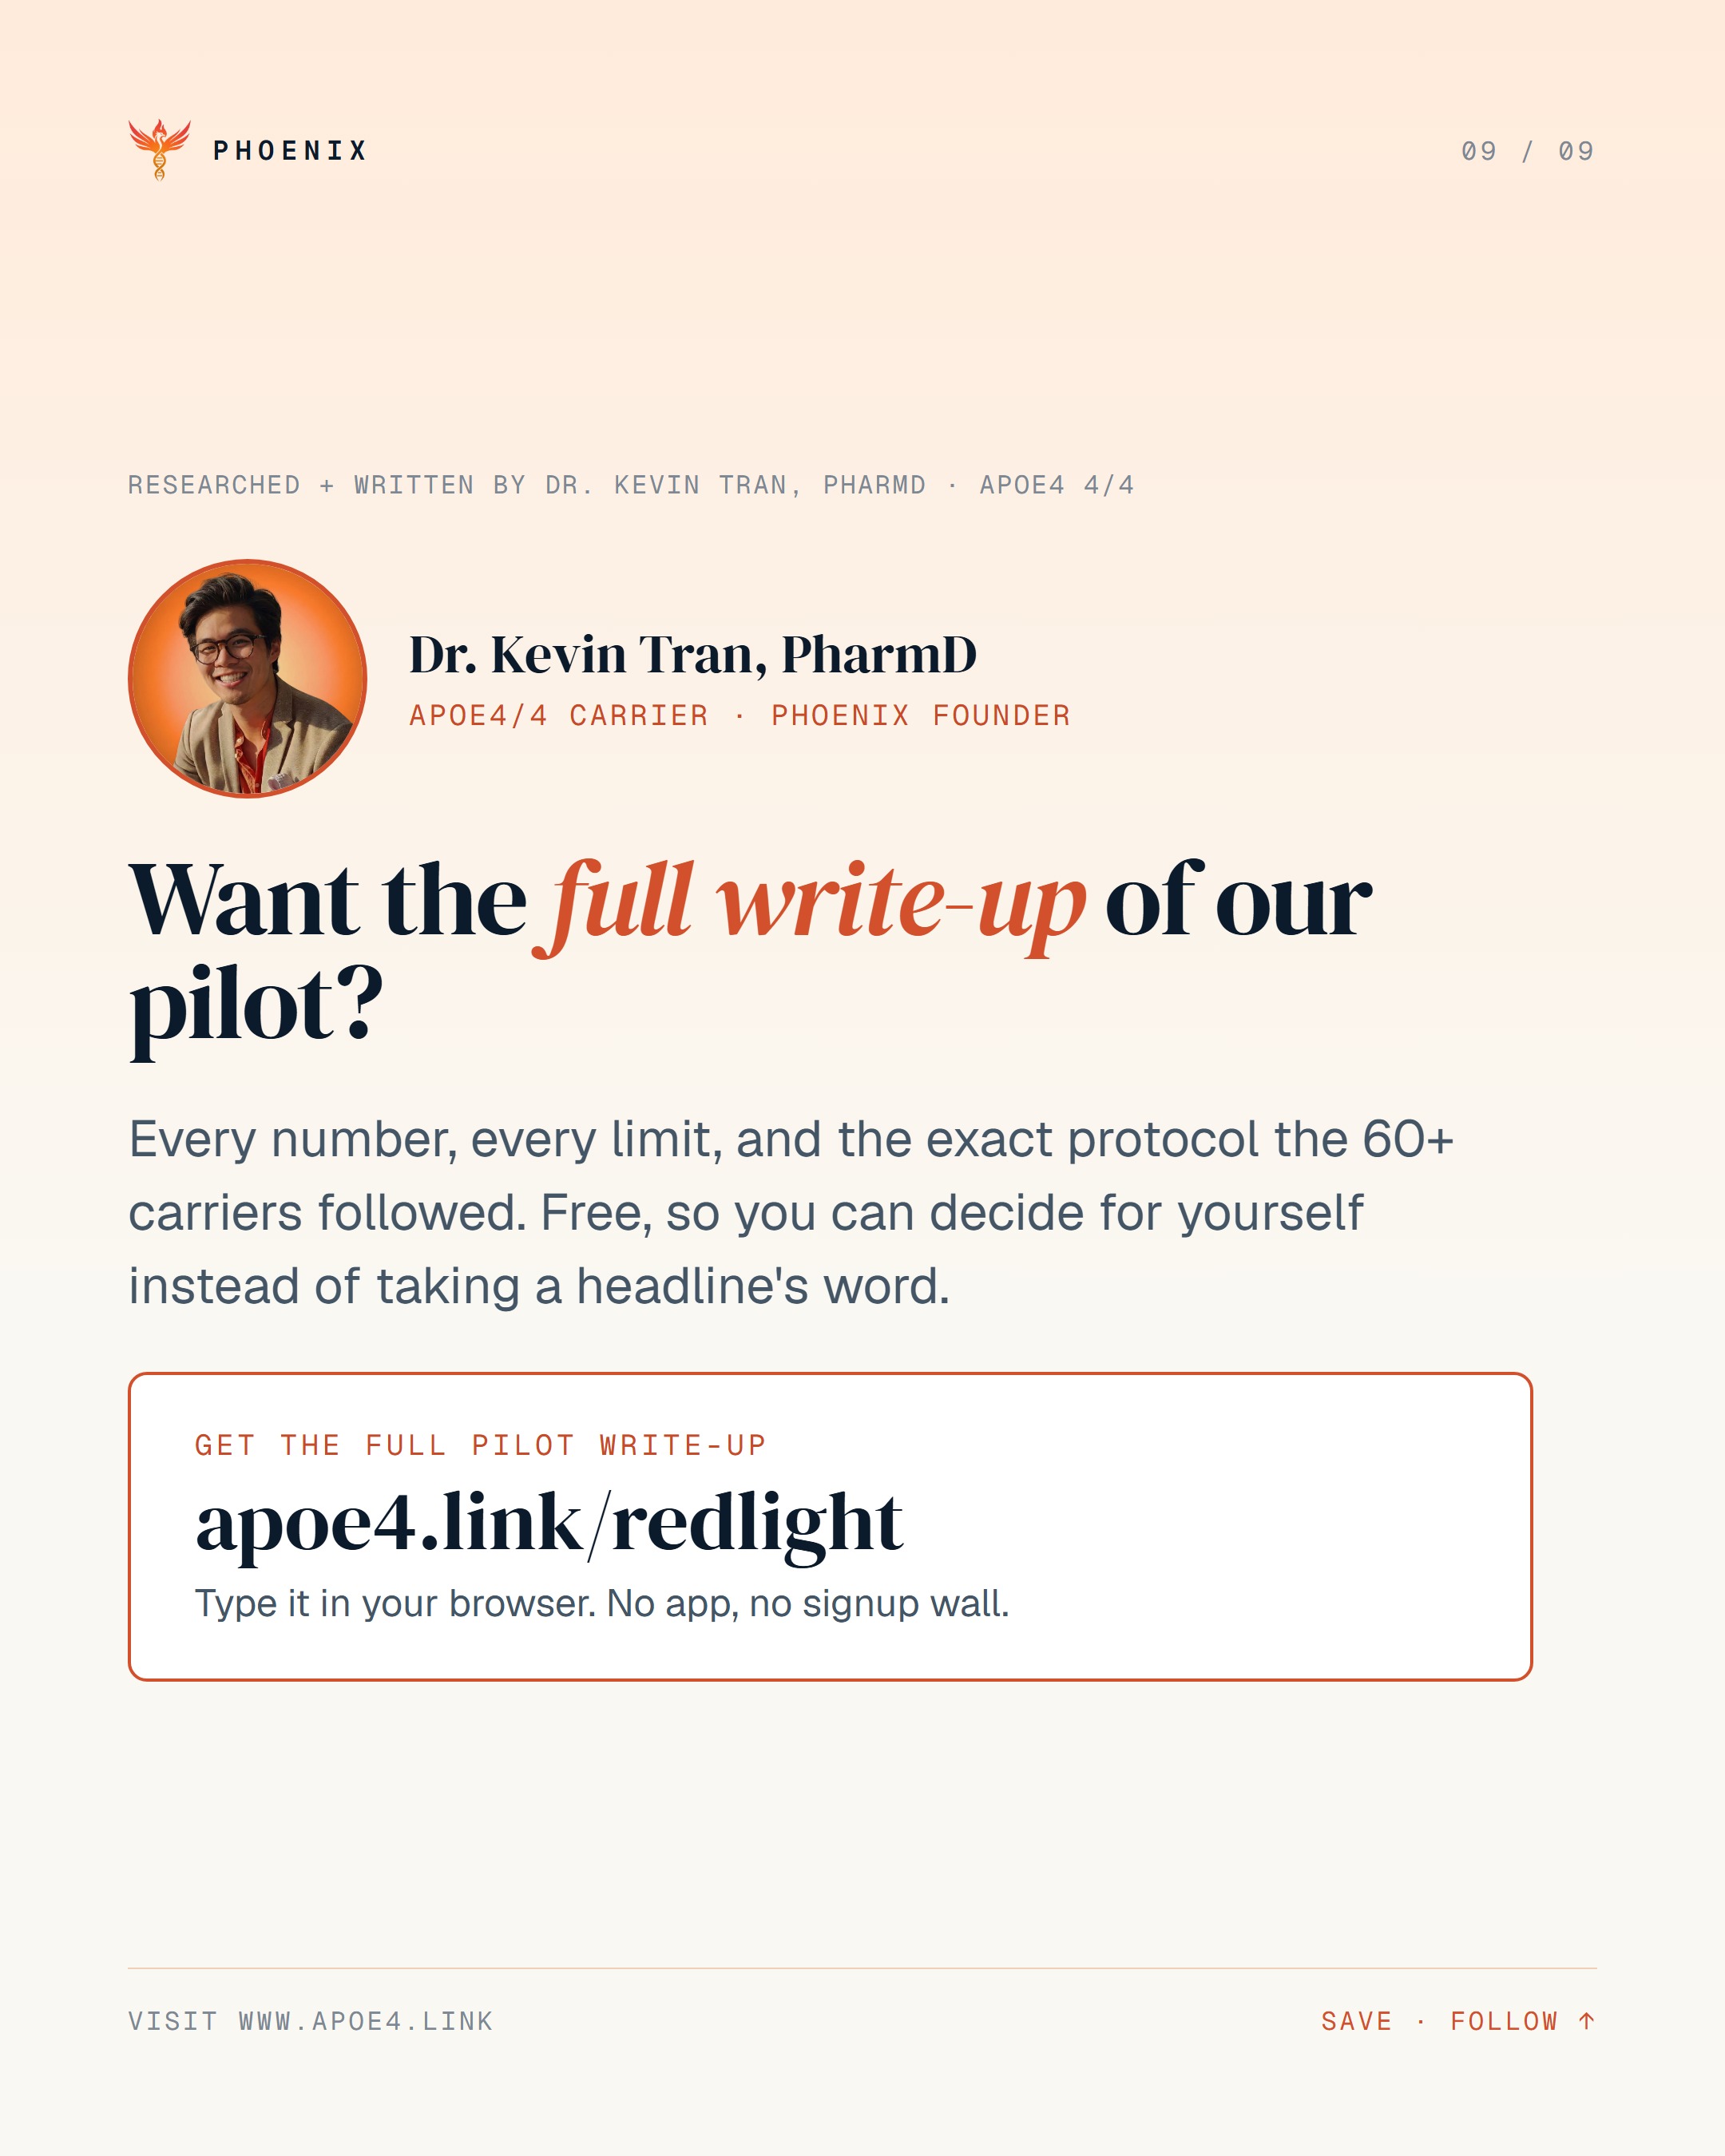 PHOENIX
09 / 09
RESEARCHED + WRITTEN BY DR. KEVIN TRAN, PHARMD · APOE4 4/4
Dr. Kevin Tran, PharmD
APOE4/4 CARRIER · PHOENIX FOUNDER
Want the full write-up of our
pilot?
Every number, every limit, and the exact protocol the 60+
carriers followed. Free, so you can decide for yourself
instead of taking a headline's word.
GET THE FULL PILOT WRITE-UP
apoe4.link/redlight
Type it in your browser. No app, no signup wall.
VISIT WWW.APOE4.LINK
SAVE · FOLLOW ↑